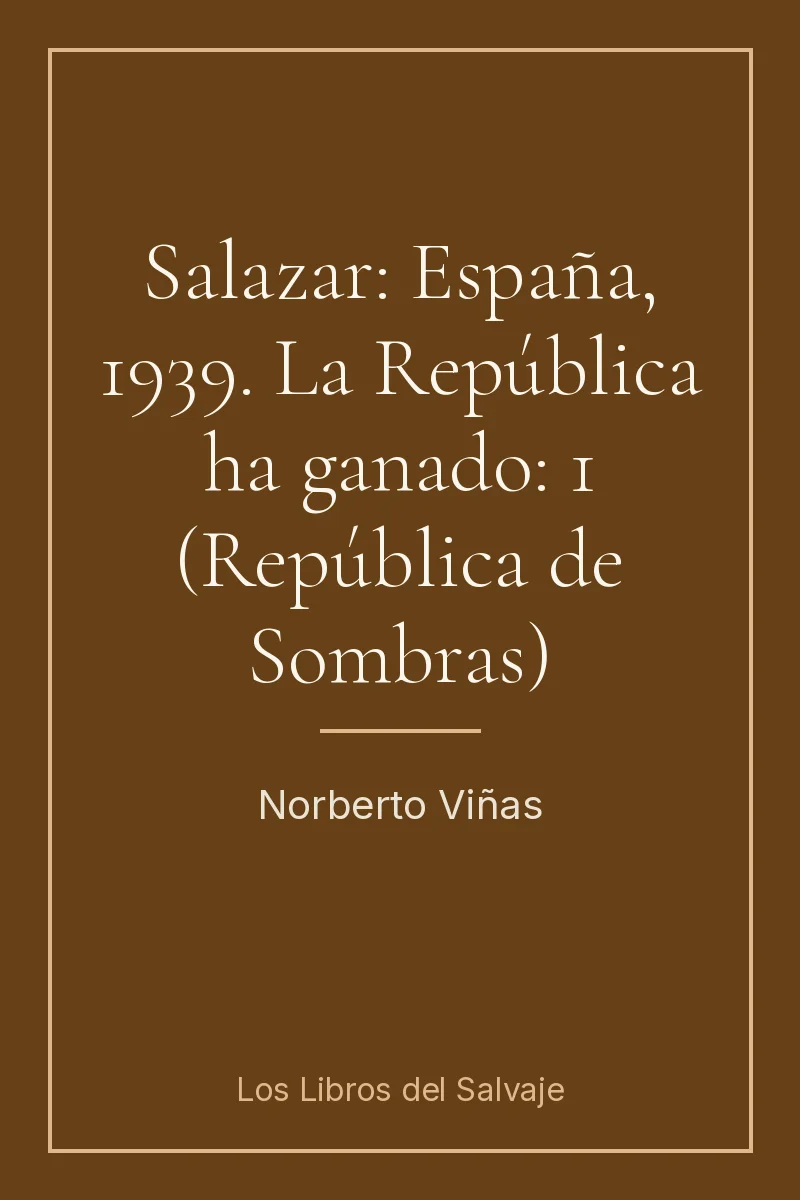 Salazar: España,
1939. La República
ha ganado: 1
(República de
Sombras)
Norberto Viñas
Los Libros del Salvaje